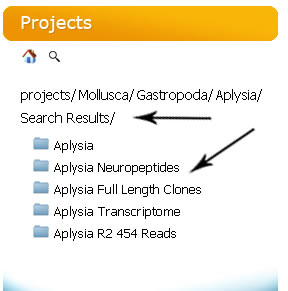 Projects
projects/ Mollusca/ Gastropoda/ Aplysia/
Search Results/
Aplysia
Aplysia Neuropeptides
Aplysia Full Length Clones
Aplysia Transcriptome
Aplysia R2 454 Reads